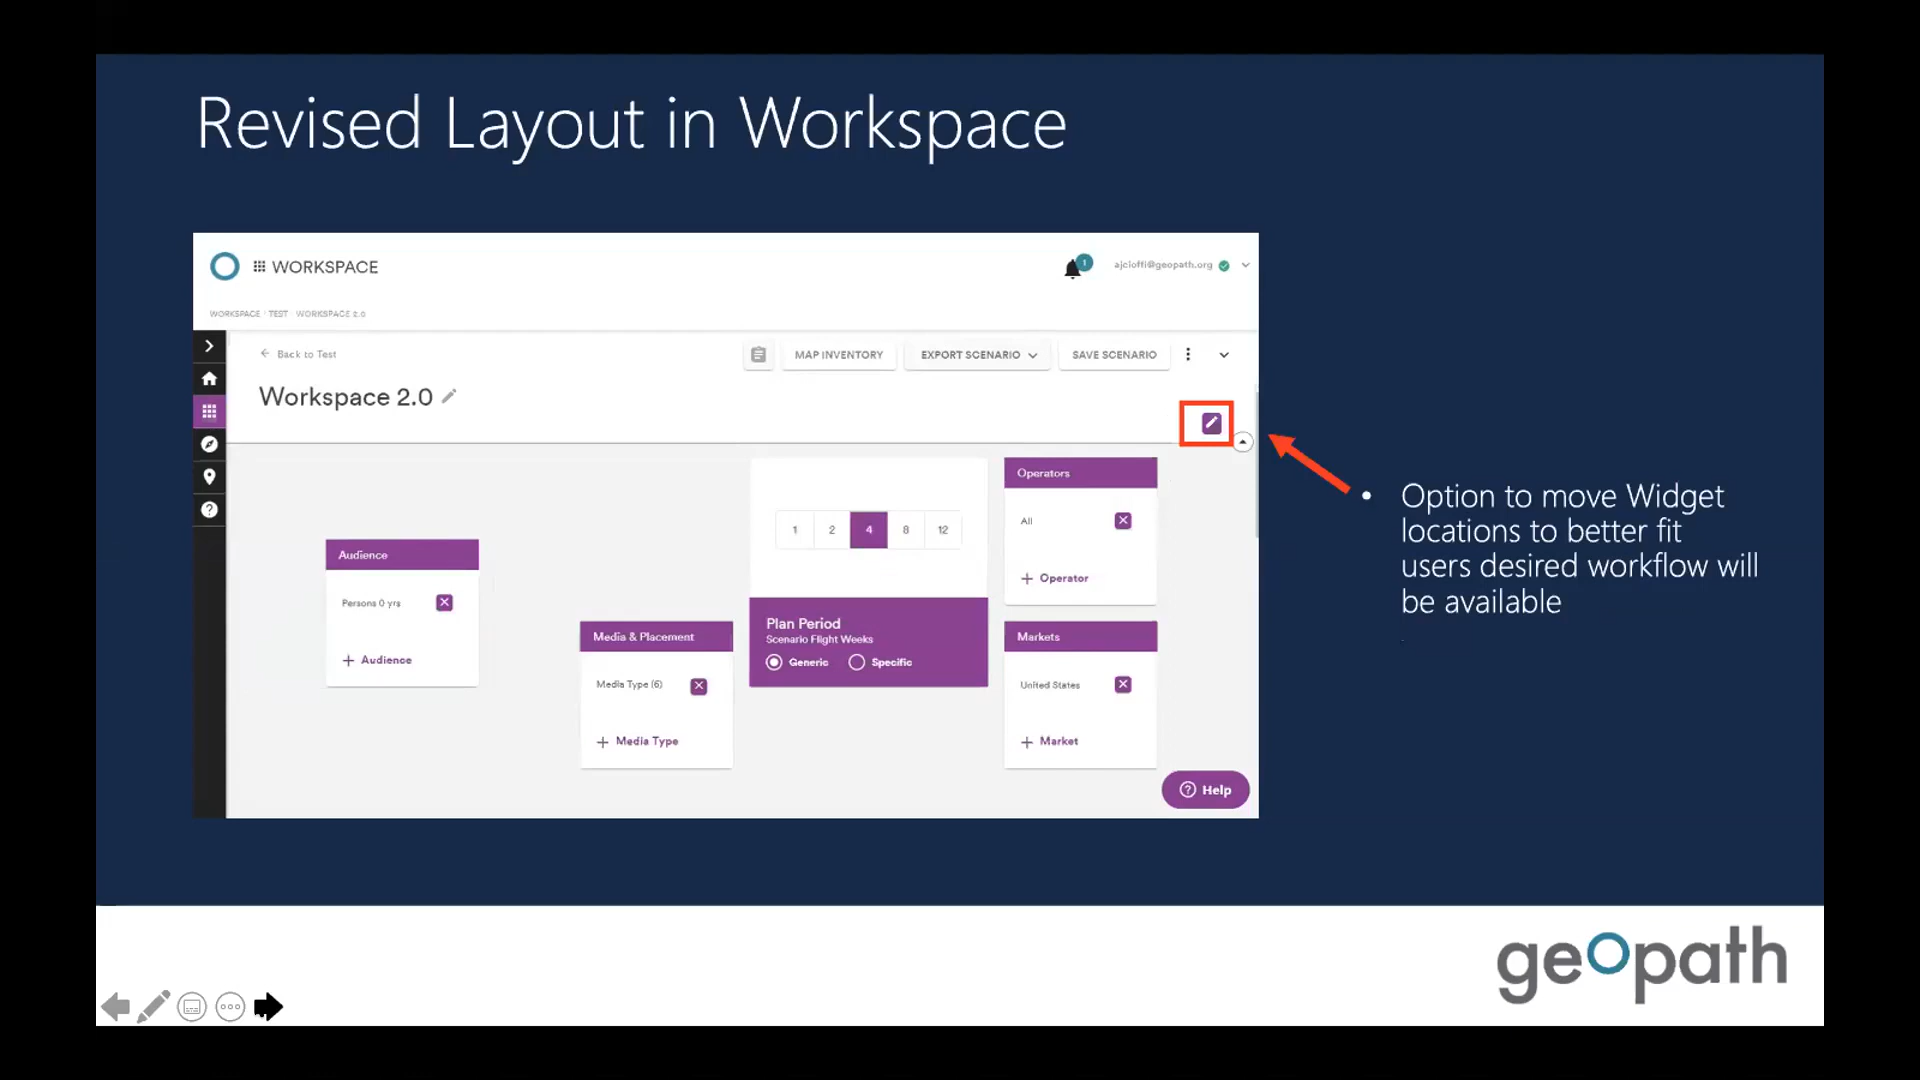 Revised Layout in Workspace
WORKSPACE
1
ajcioffi@geopath.org
WORKSPACE TEST WORKSPACE 2.0
Back to Test
MAP INVENTORY
EXPORT SCENARIO
SAVE SCENARIO
Workspace 2.0
Audience
Persons 0 yrs
+ Audience
Media & Placement
Media Type (6)
+ Media Type
1 2 4 8 12
Plan Period
Scenario Flight Weeks
Generic
Specific
Operators
All
+ Operator
Markets
United States
+ Market
Help
• Option to move Widget
locations to better fit
users desired workflow will
be available
geopath